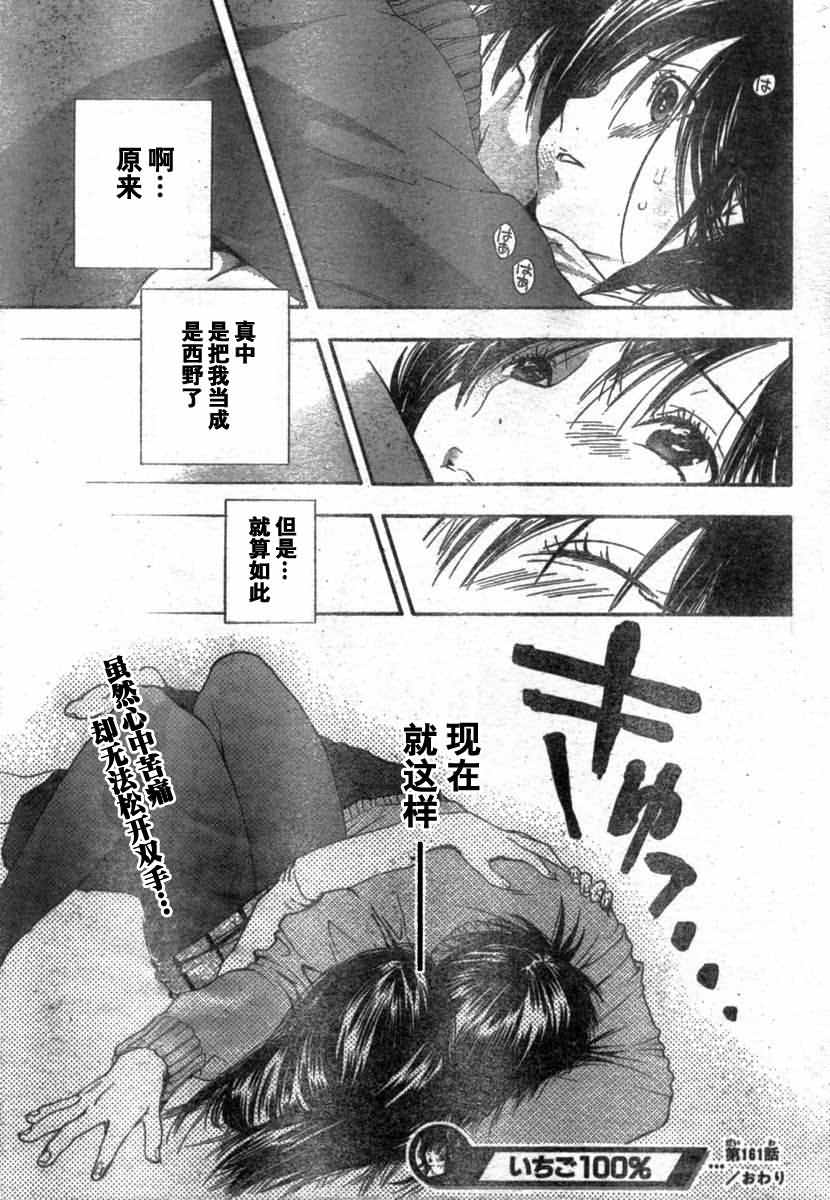 は
はぁ
はぁ
啊…
原来
真中
是把我当成
是西野了
但是…
就算如此
ぎゅっ…
现在
就这样
虽然心中苦痛
却无法松开双手…
いちご100%
…第161話
／おわり